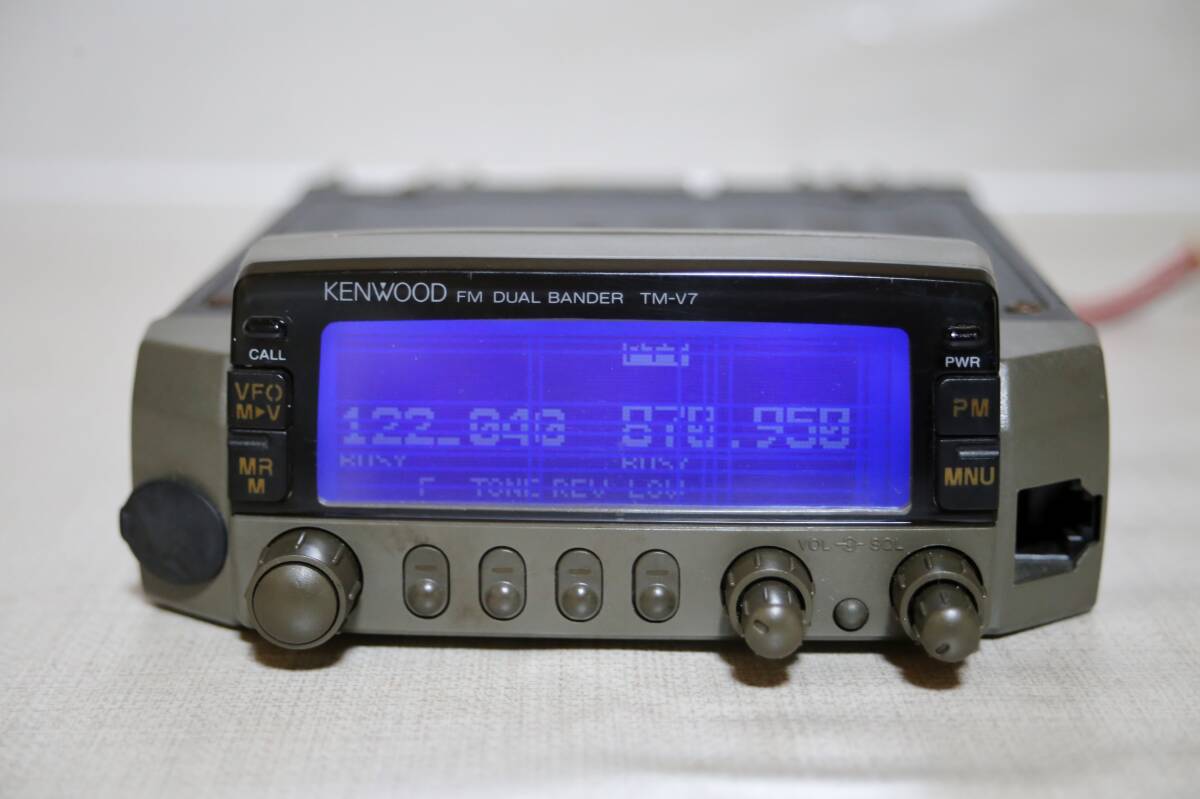 KENWOOD FM DUAL BANDER TM-V7
CALL
PWR
VFO
M▶V
PM
MR
M
MNU
122.040 870.950
BUSY BUSY
F TONE REV LOW
VOL SQL